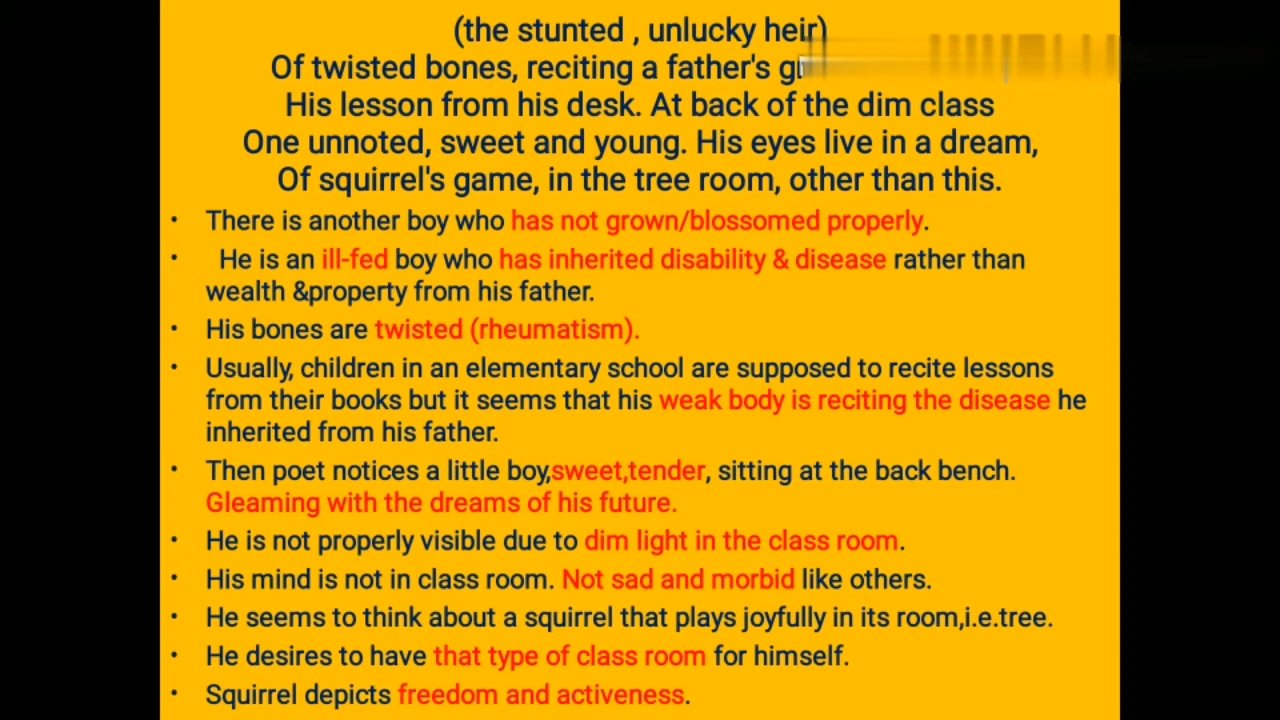 (the stunted , unlucky heir)
Of twisted bones, reciting a father's
His lesson from his desk. At back of the dim class
One unnoted, sweet and young. His eyes live in a dream,
Of squirrel's game, in the tree room, other than this.
• There is another boy who has not grown/blossomed properly.
• He is an ill-fed boy who has inherited disability & disease rather than
wealth &property from his father.
• His bones are twisted (rheumatism).
• Usually, children in an elementary school are supposed to recite lessons
from their books but it seems that his weak body is reciting the disease he
inherited from his father.
• Then poet notices a little boy,sweet,tender, sitting at the back bench.
Gleaming with the dreams of his future.
• He is not properly visible due to dim light in the class room.
• His mind is not in class room. Not sad and morbid like others.
• He seems to think about a squirrel that plays joyfully in its room,i.e.tree.
• He desires to have that type of class room for himself.
• Squirrel depicts freedom and activeness.